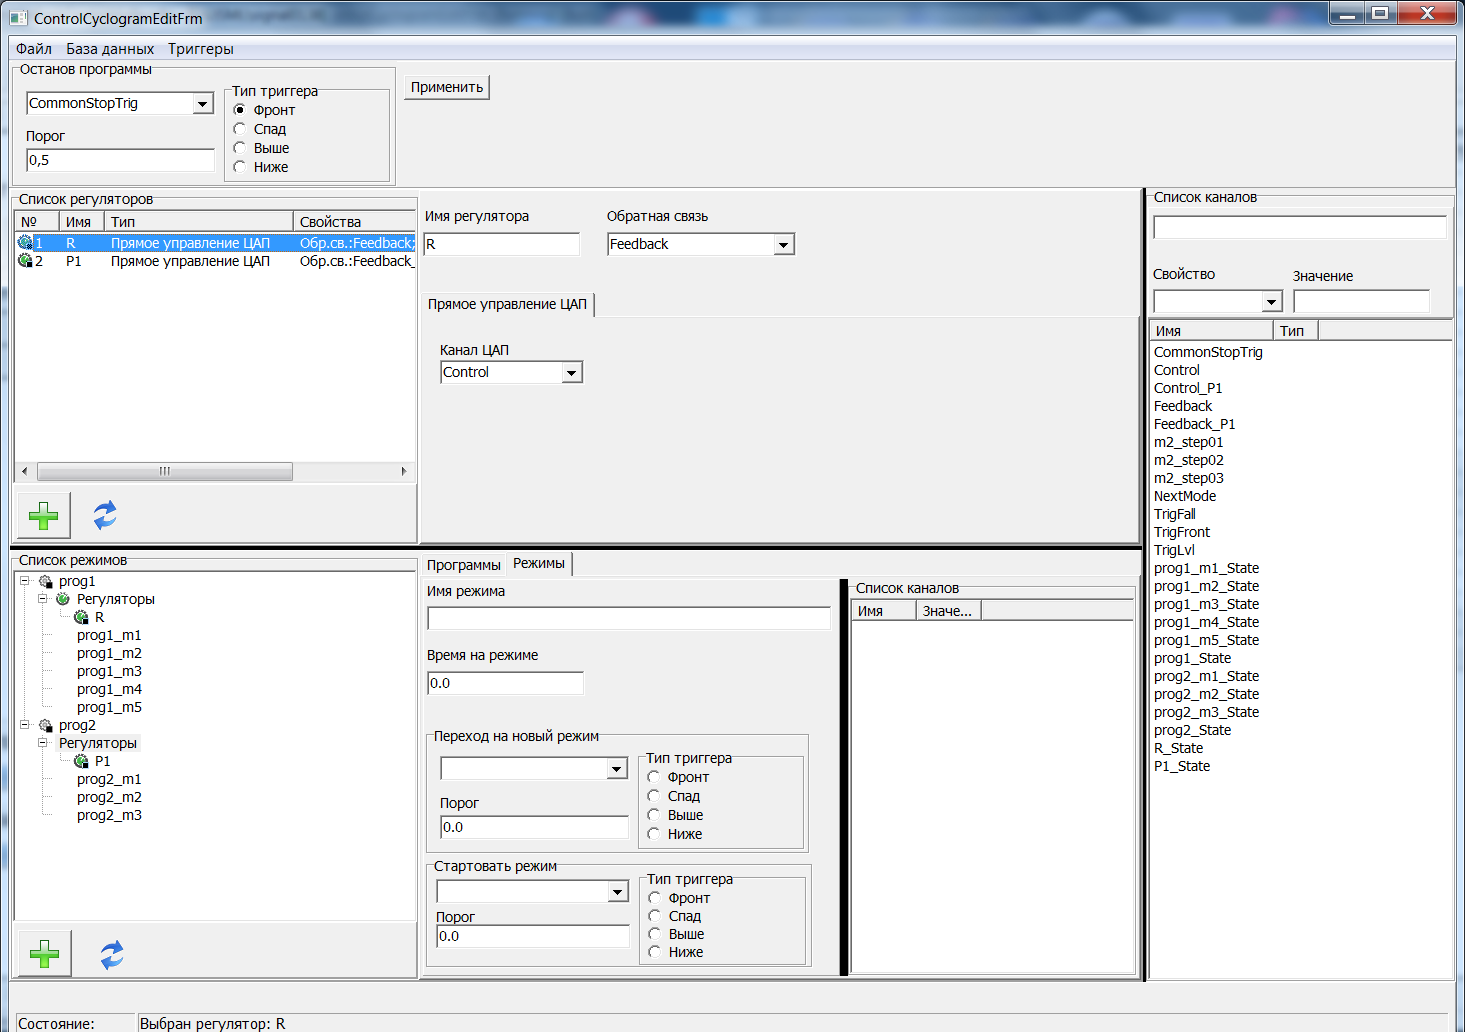 ControlCyclogramEditFrm
Файл База данных Триггеры
Останов программы
CommonStopTrig
Порог
0,5
Тип триггера
Фронт
Спад
Выше
Ниже
Применить
Список регуляторов
№ Имя Тип Свойства
1 R Прямое управление ЦАП Обр.св.:Feedback;
2 P1 Прямое управление ЦАП Обр.св.:Feedback_
Имя регулятора
R
Обратная связь
Feedback
Прямое управление ЦАП
Канал ЦАП
Control
Список режимов
prog1
Регуляторы
R
prog1_m1
prog1_m2
prog1_m3
prog1_m4
prog1_m5
prog2
Регуляторы
P1
prog2_m1
prog2_m2
prog2_m3
Программы Режимы
Имя режима
Время на режиме
0.0
Переход на новый режим
Порог
0.0
Тип триггера
Фронт
Спад
Выше
Ниже
Стартовать режим
Порог
0.0
Тип триггера
Фронт
Спад
Выше
Ниже
Список каналов
Имя Значе...
Список каналов
Свойство Значение
Имя Тип
CommonStopTrig
Control
Control_P1
Feedback
Feedback_P1
m2_step01
m2_step02
m2_step03
NextMode
TrigFall
TrigFront
TrigLvl
prog1_m1_State
prog1_m2_State
prog1_m3_State
prog1_m4_State
prog1_m5_State
prog1_State
prog2_m1_State
prog2_m2_State
prog2_m3_State
prog2_State
R_State
P1_State
Состояние: Выбран регулятор: R